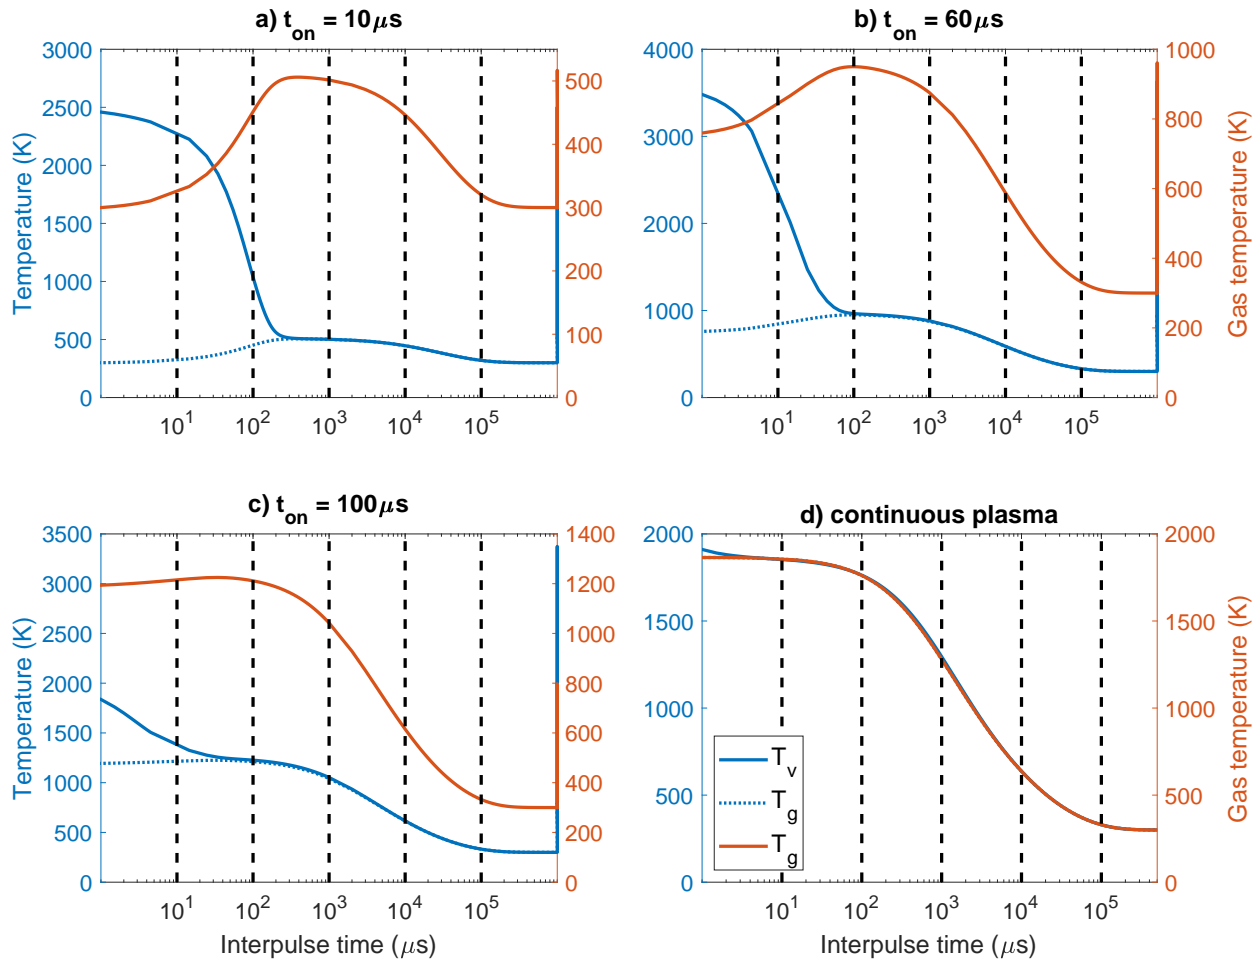 a) t_on = 10μs
b) t_on = 60μs
3000
2500
2000
1500
1000
500
0
Temperature (K)
500
400
300
200
100
0
10^1 10^2 10^3 10^4 10^5
4000
3000
2000
1000
0
1000
800
600
400
200
0
Gas temperature (K)
10^1 10^2 10^3 10^4 10^5
c) t_on = 100μs
d) continuous plasma
3500
3000
2500
2000
1500
1000
500
0
Temperature (K)
1400
1200
1000
800
600
400
200
0
10^1 10^2 10^3 10^4 10^5
Interpulse time (μs)
2000
1500
1000
500
0
2000
1500
1000
500
0
Gas temperature (K)
T_v
T_g
T_g
10^1 10^2 10^3 10^4 10^5
Interpulse time (μs)